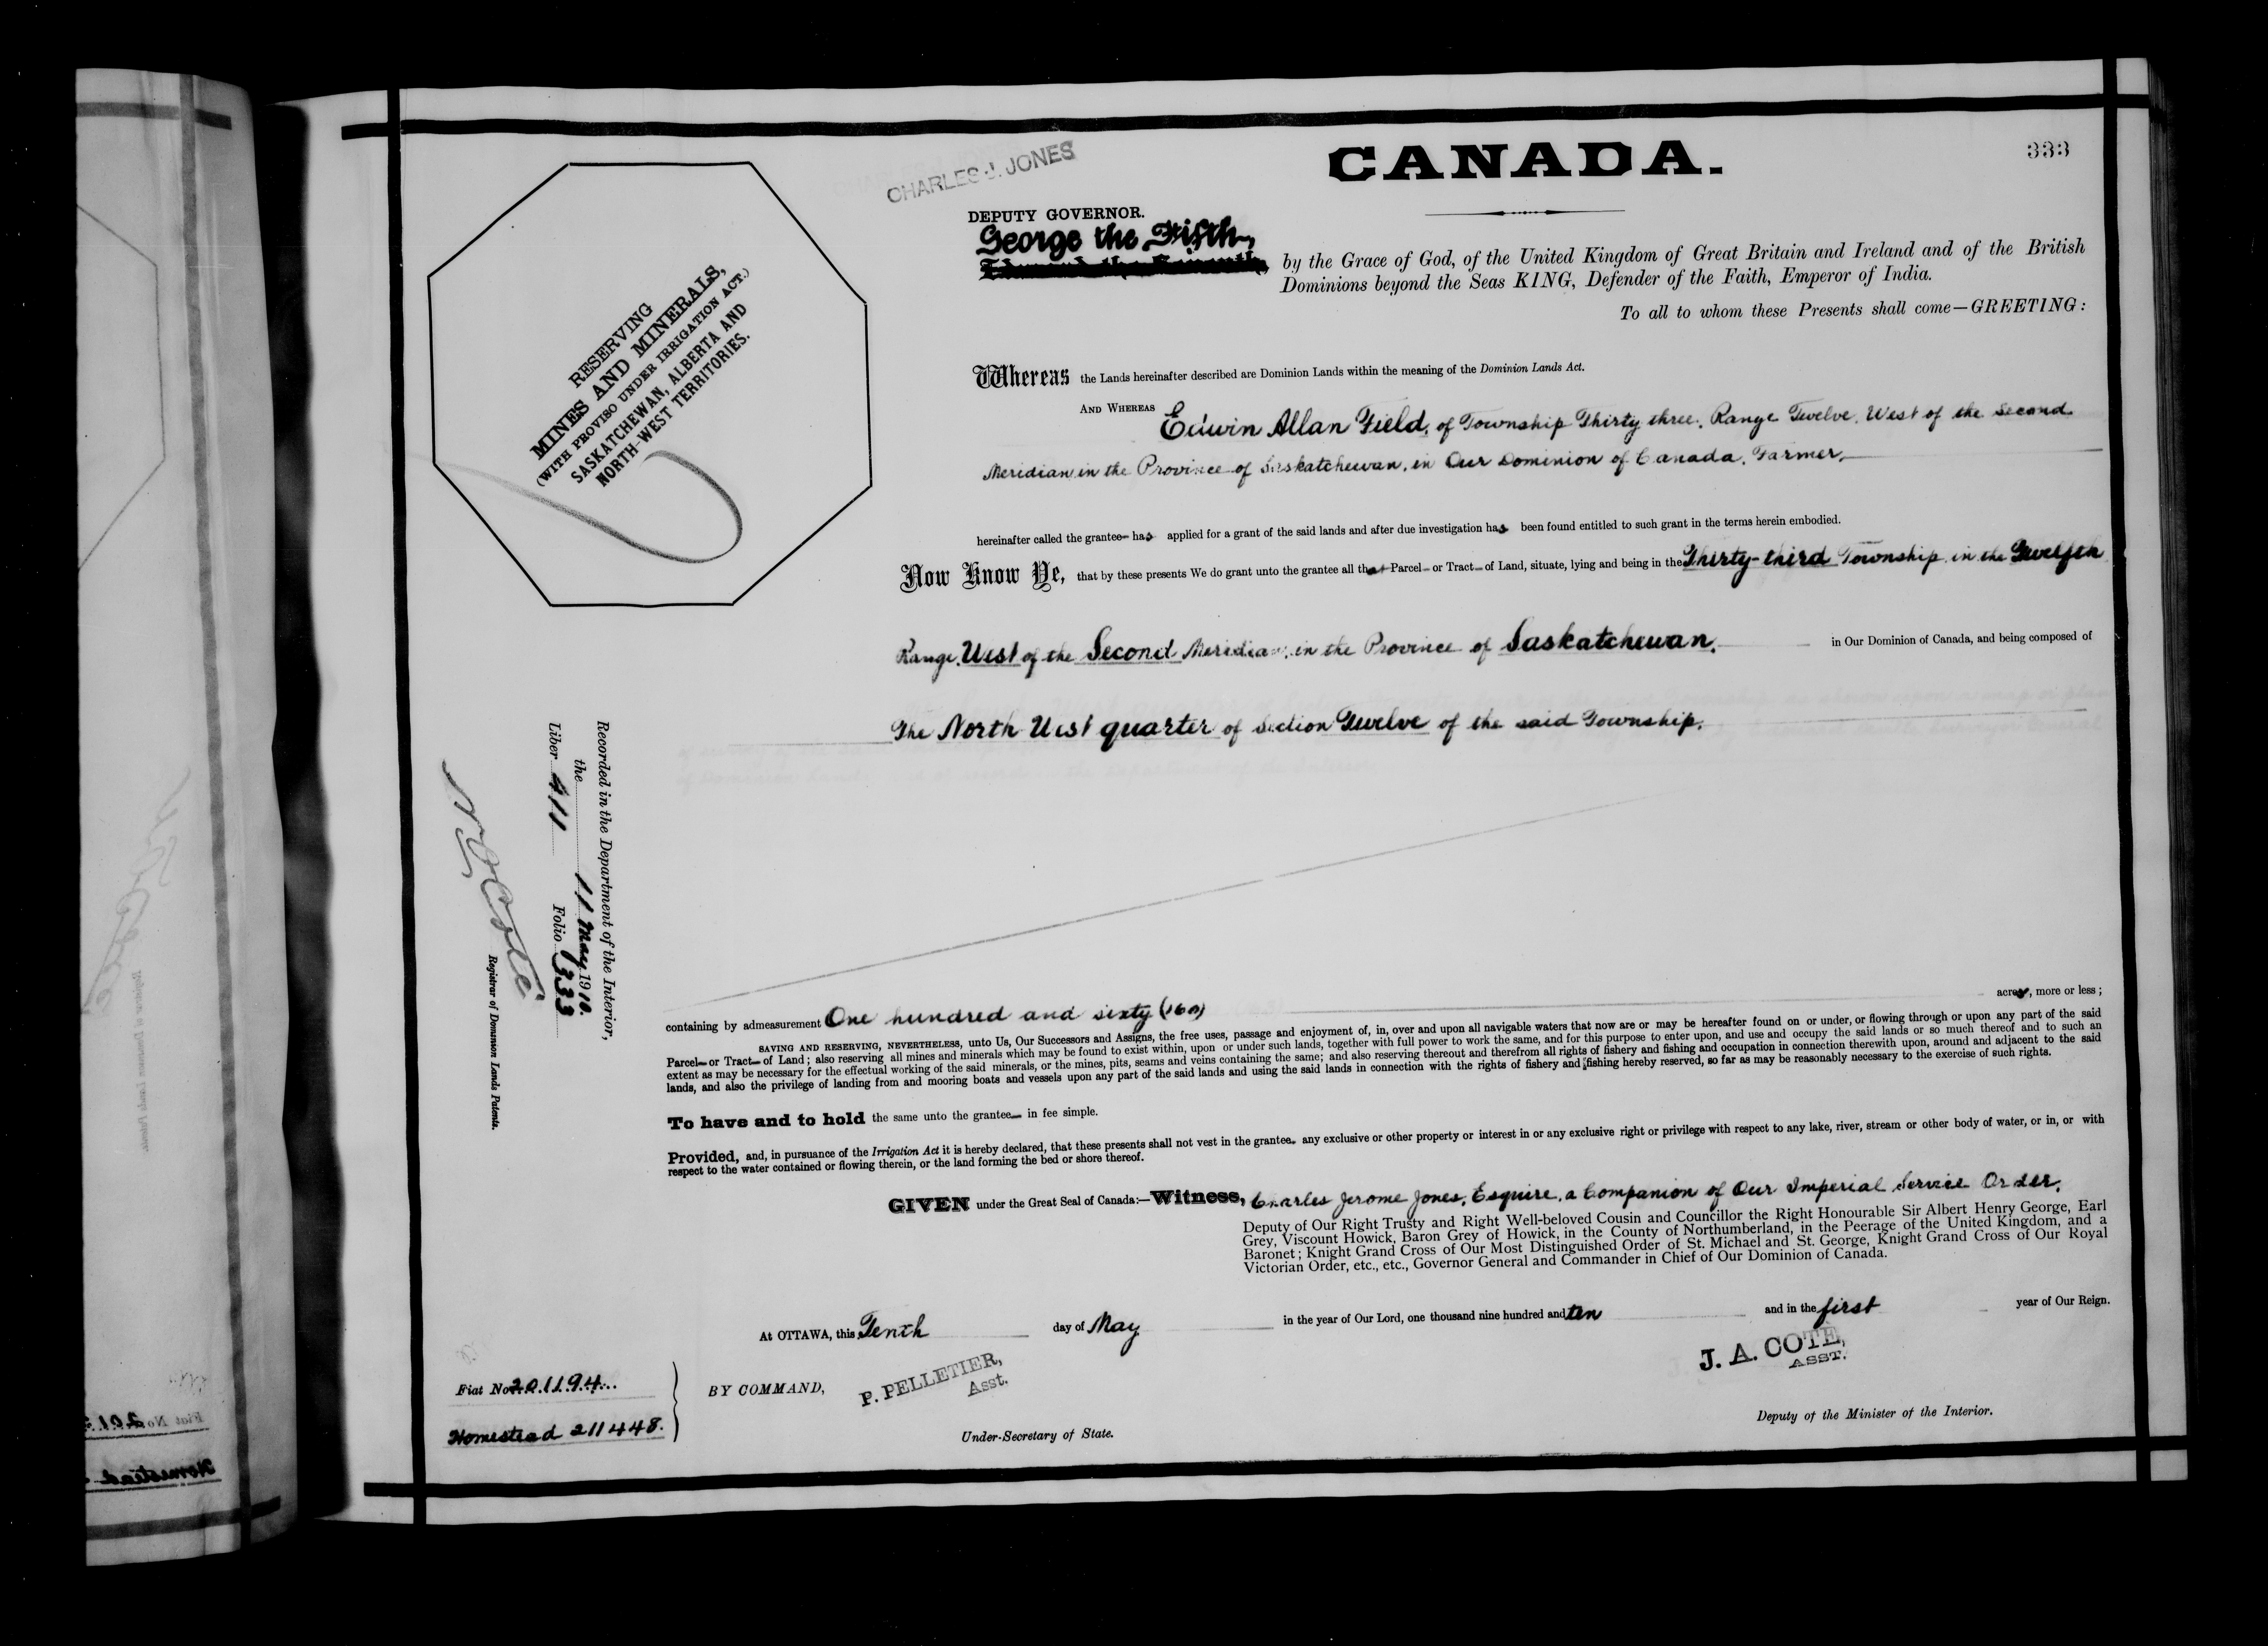 CANADA.
333
CHARLES J. JONES
DEPUTY GOVERNOR.
George the Fifth,
Edward the Seventh,
by the Grace of God, of the United Kingdom of Great Britain and Ireland and of the British
Dominions beyond the Seas KING, Defender of the Faith, Emperor of India.
To all to whom these Presents shall come—GREETING:
RESERVING
MINES AND MINERALS,
(WITH PROVISO UNDER IRRIGATION ACT.)
SASKATCHEWAN, ALBERTA AND
NORTH-WEST TERRITORIES.
Whereas the Lands hereinafter described are Dominion Lands within the meaning of the Dominion Lands Act.
AND WHEREAS Edwin Allan Field, of Township Thirty three, Range Twelve, West of the Second
Meridian in the Province of Saskatchewan, in Our Dominion of Canada, Farmer,
hereinafter called the grantee has applied for a grant of the said lands and after due investigation has been found entitled to such grant in the terms herein embodied.
Now Know Ye, that by these presents We do grant unto the grantee all that Parcel or Tract of Land, situate, lying and being in the Thirty-third Township, in the Twelfth
Range, West of the Second Meridian, in the Province of Saskatchewan, in Our Dominion of Canada, and being composed of
The North West quarter of Section Twelve of the said Township.
Recorded in the Department of the Interior,
the 11 May 1910.
Liber 411 Folio 333
Registrar of Dominion Lands Patents.
containing by admeasurement One hundred and sixty (160) acres, more or less;
SAVING AND RESERVING, NEVERTHELESS, unto Us, Our Successors and Assigns, the free uses, passage and enjoyment of, in, over and upon all navigable waters that now are or may be hereafter found on or under, or flowing through or upon any part of the said
Parcel or Tract of Land; also reserving all mines and minerals which may be found to exist within, upon or under such lands, together with full power to work the same, and for this purpose to enter upon, and use and occupy the said lands or so much thereof and to such an
extent as may be necessary for the effectual working of the said minerals, or the mines, pits, seams and veins containing the same; and also reserving thereout and therefrom all rights of fishery and fishing and occupation in connection therewith upon, around and adjacent to the said
lands, and also the privilege of landing from and mooring boats and vessels upon any part of the said lands and using the said lands in connection with the rights of fishery and fishing hereby reserved, so far as may be reasonably necessary to the exercise of such rights.
To have and to hold the same unto the grantee in fee simple.
Provided, and, in pursuance of the Irrigation Act it is hereby declared, that these presents shall not vest in the grantee any exclusive or other property or interest in or any exclusive right or privilege with respect to any lake, river, stream or other body of water, or in, or with
respect to the water contained or flowing therein, or the land forming the bed or shore thereof.
GIVEN under the Great Seal of Canada:—Witness, Charles Jerome Jones, Esquire, a Companion of Our Imperial Service Order,
Deputy of Our Right Trusty and Right Well-beloved Cousin and Councillor the Right Honourable Sir Albert Henry George, Earl
Grey, Viscount Howick, Baron Grey of Howick, in the County of Northumberland, in the Peerage of the United Kingdom, and a
Baronet; Knight Grand Cross of Our Most Distinguished Order of St. Michael and St. George, Knight Grand Cross of Our Royal
Victorian Order, etc., etc., Governor General and Commander in Chief of Our Dominion of Canada.
At OTTAWA, this Tenth day of May in the year of Our Lord, one thousand nine hundred and ten and in the first year of Our Reign.
J. A. COTE,
ASST.
Fiat No 201194
BY COMMAND,
P. PELLETIER,
Asst.
Homestead 211448.
Under-Secretary of State.
Deputy of the Minister of the Interior.